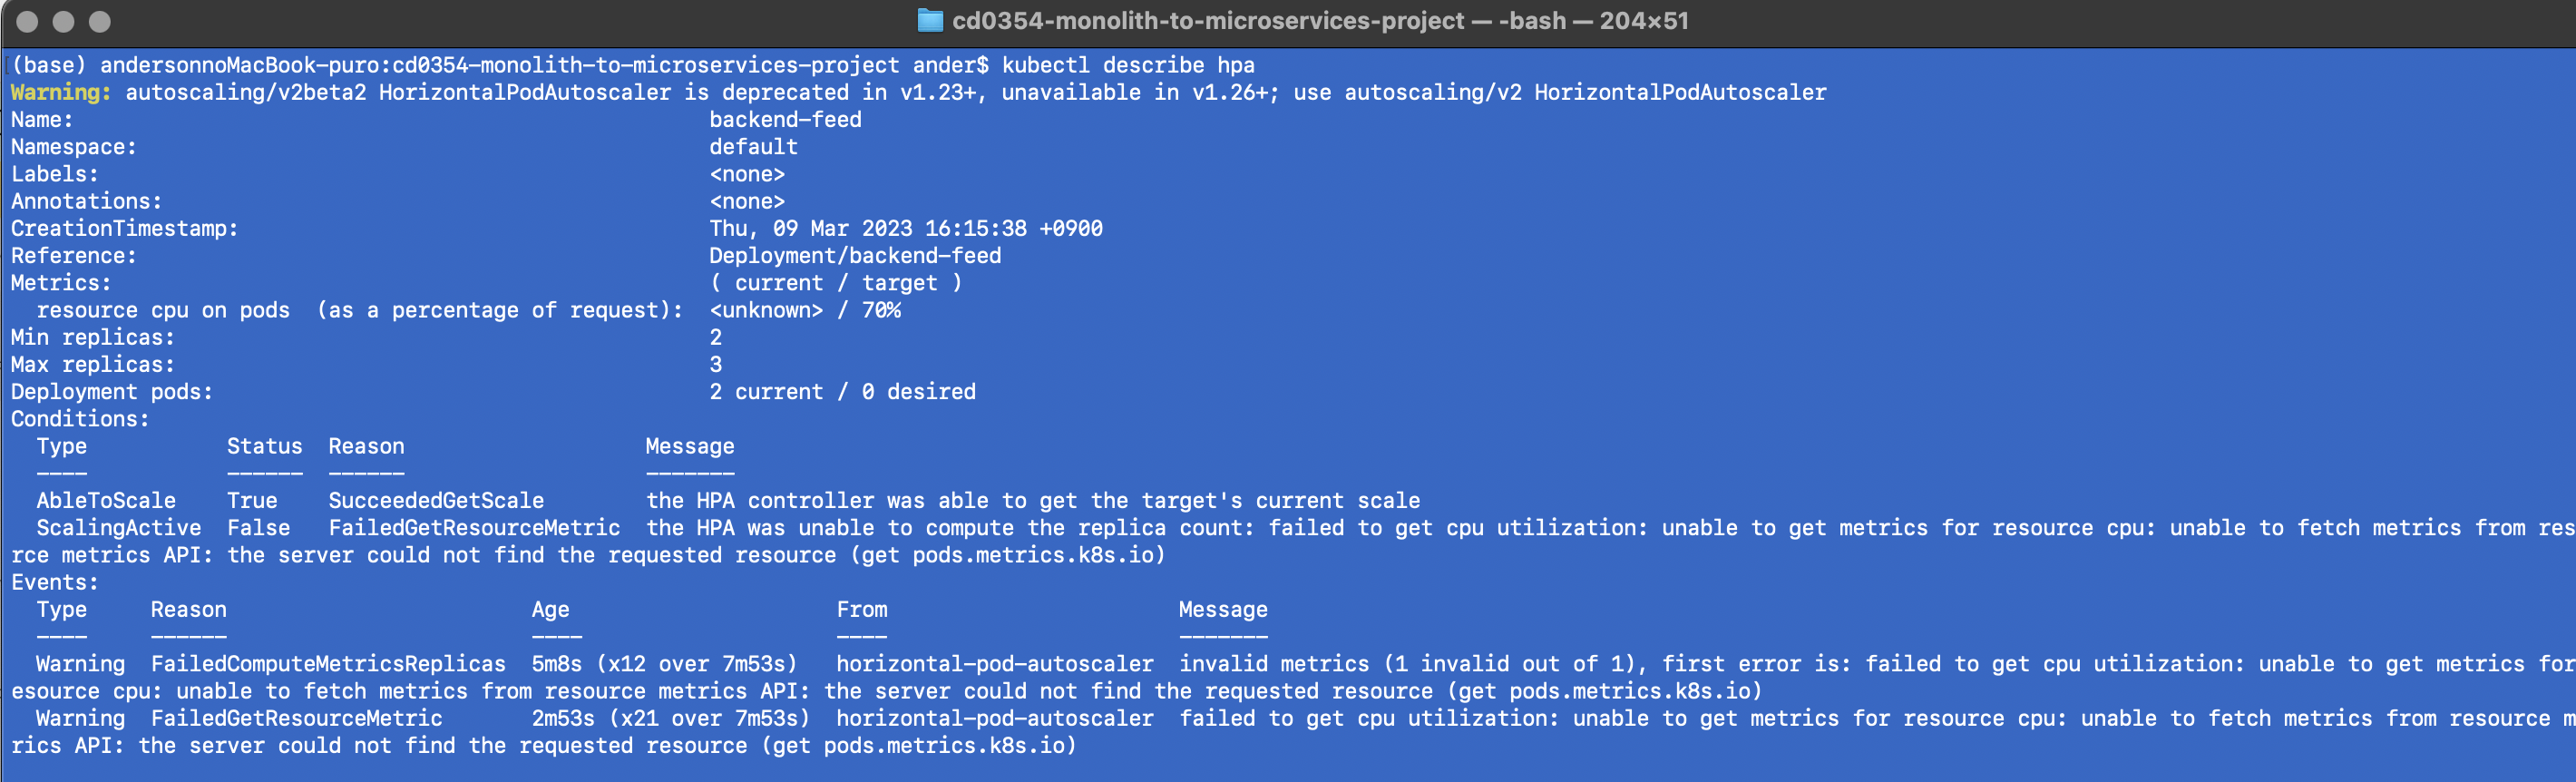 cd0354-monolith-to-microservices-project — -bash — 204×51
(base) andersonnoMacBook-puro:cd0354-monolith-to-microservices-project ander$ kubectl describe hpa
Warning: autoscaling/v2beta2 HorizontalPodAutoscaler is deprecated in v1.23+, unavailable in v1.26+; use autoscaling/v2 HorizontalPodAutoscaler
Name: backend-feed
Namespace: default
Labels: <none>
Annotations: <none>
CreationTimestamp: Thu, 09 Mar 2023 16:15:38 +0900
Reference: Deployment/backend-feed
Metrics: ( current / target )
resource cpu on pods (as a percentage of request): <unknown> / 70%
Min replicas: 2
Max replicas: 3
Deployment pods: 2 current / 0 desired
Conditions:
Type Status Reason Message
---- ------ ------ -------
AbleToScale True SucceededGetScale the HPA controller was able to get the target's current scale
ScalingActive False FailedGetResourceMetric the HPA was unable to compute the replica count: failed to get cpu utilization: unable to get metrics for resource cpu: unable to fetch metrics from res
rce metrics API: the server could not find the requested resource (get pods.metrics.k8s.io)
Events:
Type Reason Age From Message
---- ------ ---- ---- -------
Warning FailedComputeMetricsReplicas 5m8s (x12 over 7m53s) horizontal-pod-autoscaler invalid metrics (1 invalid out of 1), first error is: failed to get cpu utilization: unable to get metrics for
esource cpu: unable to fetch metrics from resource metrics API: the server could not find the requested resource (get pods.metrics.k8s.io)
Warning FailedGetResourceMetric 2m53s (x21 over 7m53s) horizontal-pod-autoscaler failed to get cpu utilization: unable to get metrics for resource cpu: unable to fetch metrics from resource m
rics API: the server could not find the requested resource (get pods.metrics.k8s.io)